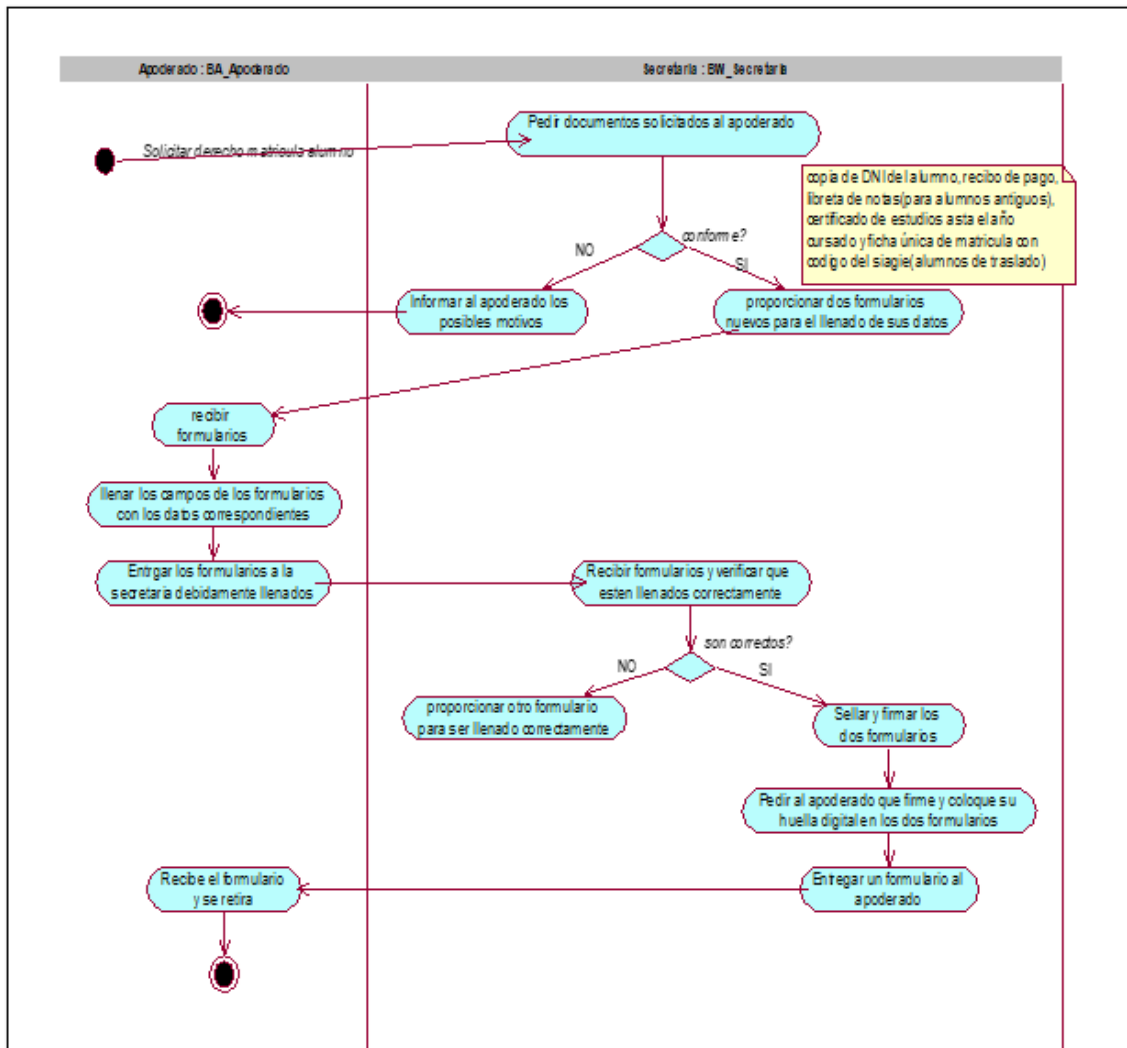 Apoderado : BA_Apoderado
Secretaria : BW_Secretaria
Pedir documentos solicitados al apoderado
Solicitar derecho matricula alumno
copia de DNI del alumno, recibo de pago,
libreta de notas(para alumnos antiguos),
certificado de estudios asta el año
cursado y ficha única de matricula con
codigo del siagie(alumnos de traslado)
conforme?
NO
SI
Informar al apoderado los
posibles motivos
proporcionar dos formularios
nuevos para el llenado de sus datos
recibir
formularios
llenar los campos de los formularios
con los datos correspondientes
Entrgar los formularios a la
secretaria debidamente llenados
Recibir formularios y verificar que
esten llenados correctamente
son correctos?
NO
SI
proporcionar otro formulario
para ser llenado correctamente
Sellar y firmar los
dos formularios
Pedir al apoderado que firme y coloque su
huella digital en los dos formularios
Recibe el formulario
y se retira
Entregar un formulario al
apoderado